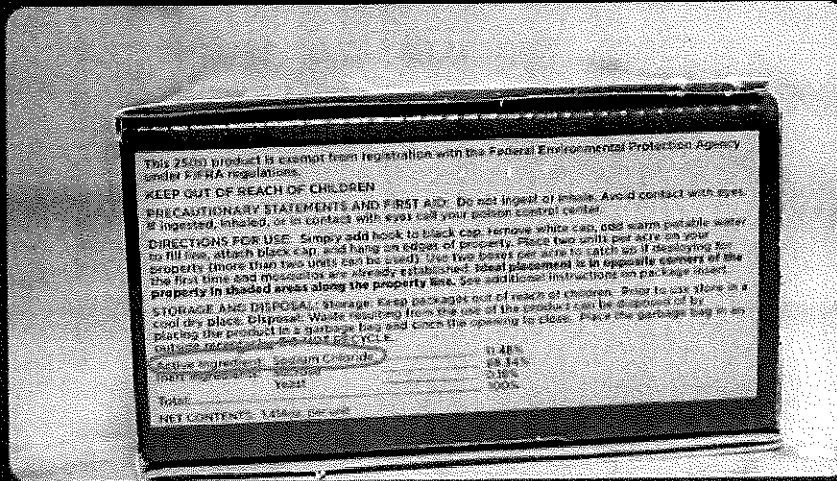 This 25(b) product is exempt from registration with the Federal Environmental Protection Agency
under FIFRA regulations.
KEEP OUT OF REACH OF CHILDREN
PRECAUTIONARY STATEMENTS AND FIRST AID: Do not ingest or inhale. Avoid contact with eyes.
If ingested, inhaled, or in contact with eyes call your poison control center.
DIRECTIONS FOR USE: Simply add hook to black cap, remove white cap, add warm potable water
to fill line, attach black cap, and hang on edges of property. Place two units per acre on your
property (more than two units can be used). Use two boxes per acre to catch up if deploying for
the first time and mosquitos are already established. Ideal placement is in opposite corners of the
property in shaded areas along the property line. See additional instructions on package insert.
STORAGE AND DISPOSAL: Storage: Keep packages out of reach of children. Prior to use store in a
cool dry place. Disposal: Waste resulting from the use of the product can be disposed of by
placing the product in a garbage bag and cinch the opening to close. Place the garbage bag in an
NOT RECYCLE.
Active Ingredient: Sodium Chloride
Inert Ingredient:
Yeast
100%
Total:
NET CONTENTS: